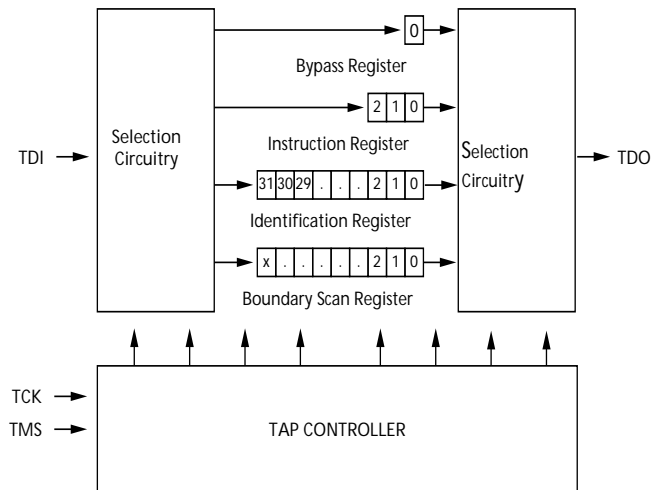 0
Bypass Register
2 1 0
Instruction Register
Selection
Circuitry
Selection
Circuitry
TDI
TDO
31 30 29 . . . 2 1 0
Identification Register
x . . . . . 2 1 0
Boundary Scan Register
TCK
TMS
TAP CONTROLLER